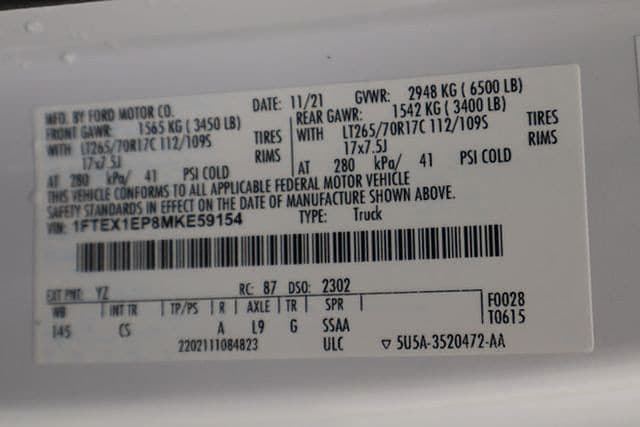 MFD. BY FORD MOTOR CO. DATE: 11/21 GVWR: 2948 KG ( 6500 LB)
FRONT GAWR: 1565 KG ( 3450 LB) REAR GAWR: 1542 KG ( 3400 LB)
WITH LT265/70R17C 112/109S TIRES WITH LT265/70R17C 112/109S TIRES
17x7.5J RIMS 17x7.5J RIMS
AT 280 kPa/ 41 PSI COLD AT 280 kPa/ 41 PSI COLD
THIS VEHICLE CONFORMS TO ALL APPLICABLE FEDERAL MOTOR VEHICLE
SAFETY STANDARDS IN EFFECT ON THE DATE OF MANUFACTURE SHOWN ABOVE.
VIN: 1FTEX1EP8MKE59154 TYPE: Truck
EXT PNT: YZ RC: 87 DSO: 2302
WB INT TR TP/PS R AXLE TR SPR F0028
145 CS A L9 G SSAA T0615
2202111084823 ULC ▽ 5U5A-3520472-AA